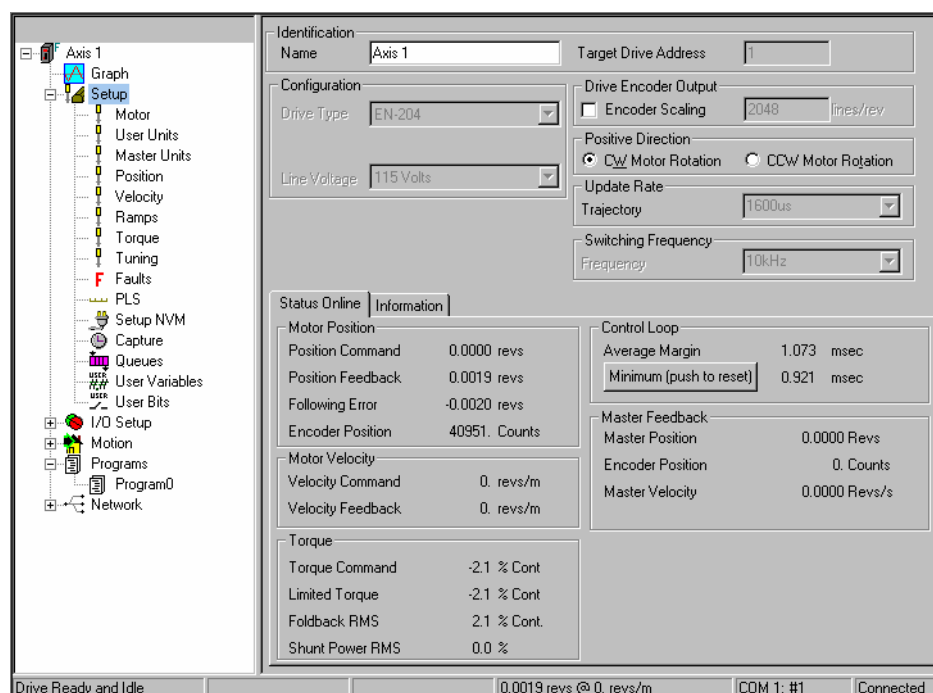 Axis 1
Graph
Setup
Motor
User Units
Master Units
Position
Velocity
Ramps
Torque
Tuning
F Faults
PLS
Setup NVM
Capture
Queues
USER User Variables
USER User Bits
I/O Setup
Motion
Programs
Program0
Network
Identification
Name Axis 1 Target Drive Address 1
Configuration
Drive Type EN-204
Line Voltage 115 Volts
Drive Encoder Output
Encoder Scaling 2048 lines/rev
Positive Direction
CW Motor Rotation CCW Motor Rotation
Update Rate
Trajectory 1600us
Switching Frequency
Frequency 10kHz
Status Online Information
Motor Position
Position Command 0.0000 revs
Position Feedback 0.0019 revs
Following Error -0.0020 revs
Encoder Position 40951. Counts
Motor Velocity
Velocity Command 0. revs/m
Velocity Feedback 0. revs/m
Torque
Torque Command -2.1 % Cont
Limited Torque -2.1 % Cont
Foldback RMS 2.1 % Cont.
Shunt Power RMS 0.0 %
Control Loop
Average Margin 1.073 msec
Minimum (push to reset) 0.921 msec
Master Feedback
Master Position 0.0000 Revs
Encoder Position 0. Counts
Master Velocity 0.0000 Revs/s
Drive Ready and Idle 0.0019 revs @ 0. revs/m COM 1: #1 Connected